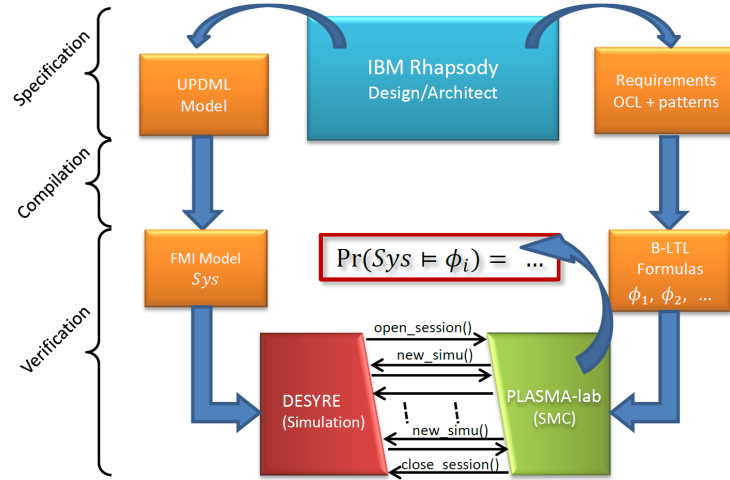 Specification
UPDML
Model
IBM Rhapsody
Design/Architect
Requirements
OCL + patterns
Compilation
Verification
FMI Model
Sys
Pr(Sys ⊨ ϕᵢ) = ...
B-LTL
Formulas
ϕ₁, ϕ₂, ...
DESYRE
(Simulation)
open_session()
new_simu()
new_simu()
close_session()
PLASMA-lab
(SMC)